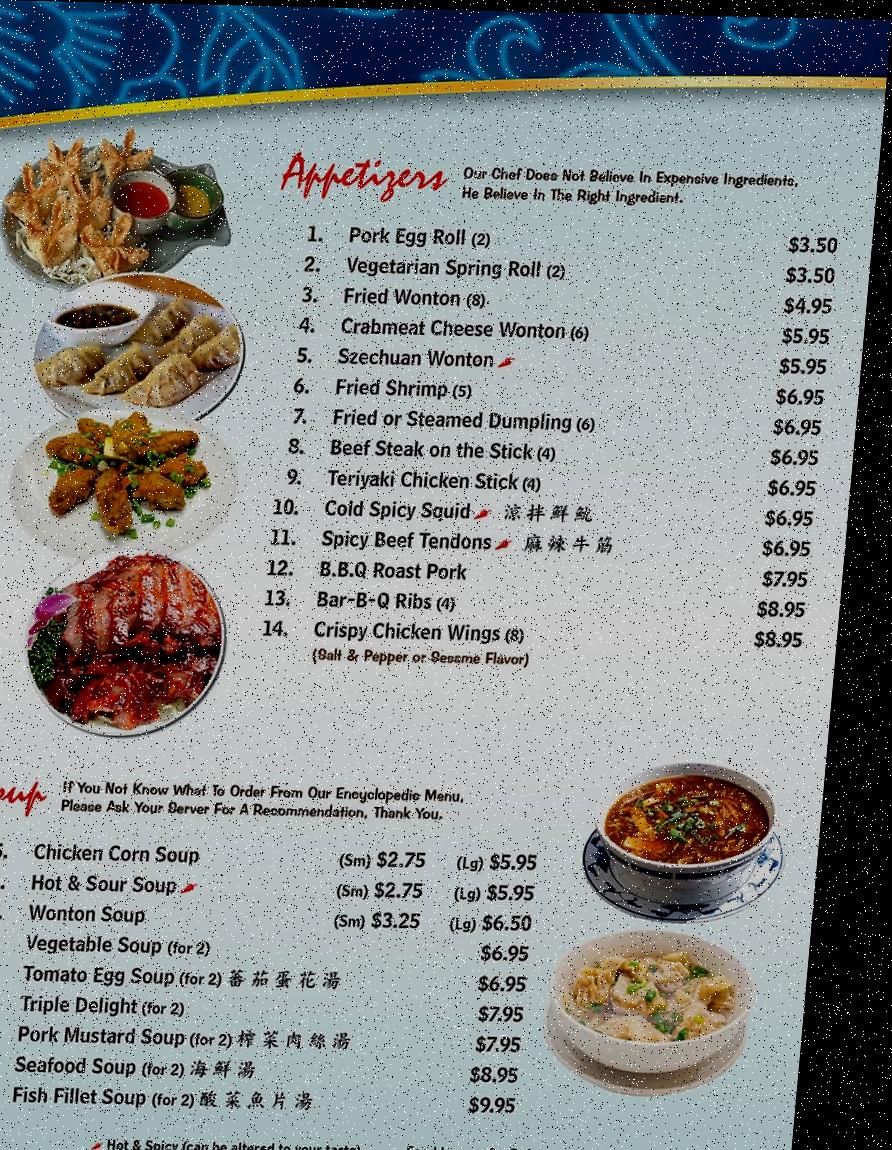 Appetizers Our Chef Does Not Believe In Expensive Ingredients,
He Believe In The Right Ingredient.
1. Pork Egg Roll (2) $3.50
2. Vegetarian Spring Roll (2) $3.50
3. Fried Wonton (8) $4.95
4. Crabmeat Cheese Wonton (6) $5.95
5. Szechuan Wonton $5.95
6. Fried Shrimp (5) $6.95
7. Fried or Steamed Dumpling (6) $6.95
8. Beef Steak on the Stick (4) $6.95
9. Teriyaki Chicken Stick (4) $6.95
10. Cold Spicy Squid 涼拌鮮魷 $6.95
11. Spicy Beef Tendons 麻辣牛筋 $6.95
12. B.B.Q Roast Pork $7.95
13. Bar-B-Q Ribs (4) $8.95
14. Crispy Chicken Wings (8) $8.95
(Salt & Pepper or Sesame Flavor)
If You Not Know What To Order From Our Encyclopedic Menu,
Please Ask Your Server For A Recommendation, Thank You.
Chicken Corn Soup (Sm) $2.75 (Lg) $5.95
Hot & Sour Soup (Sm) $2.75 (Lg) $5.95
Wonton Soup (Sm) $3.25 (Lg) $6.50
Vegetable Soup (for 2) $6.95
Tomato Egg Soup (for 2) 蕃茄蛋花湯 $6.95
Triple Delight (for 2) $7.95
Pork Mustard Soup (for 2) 榨菜肉絲湯 $7.95
Seafood Soup (for 2) 海鮮湯 $8.95
Fish Fillet Soup (for 2) 酸菜魚片湯 $9.95
Hot & Spicy (can be altered to your taste)